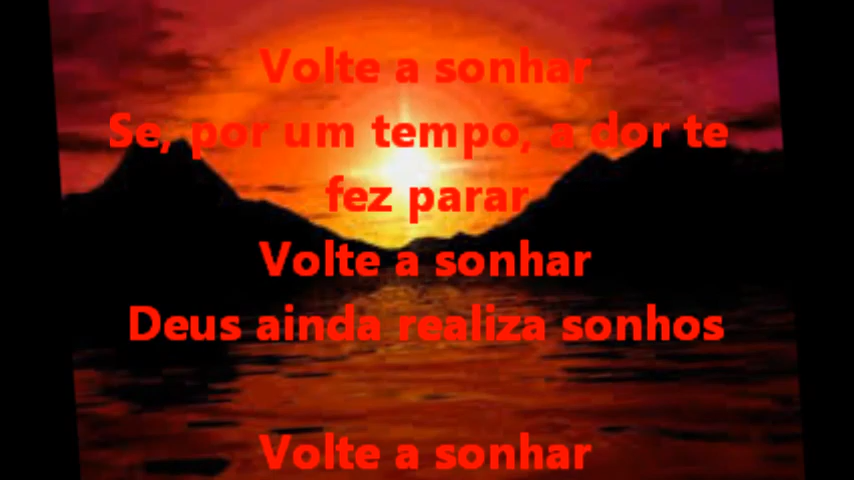 Volte a sonhar
Se, por um tempo, a dor te
fez parar
Volte a sonhar
Deus ainda realiza sonhos
Volte a sonhar